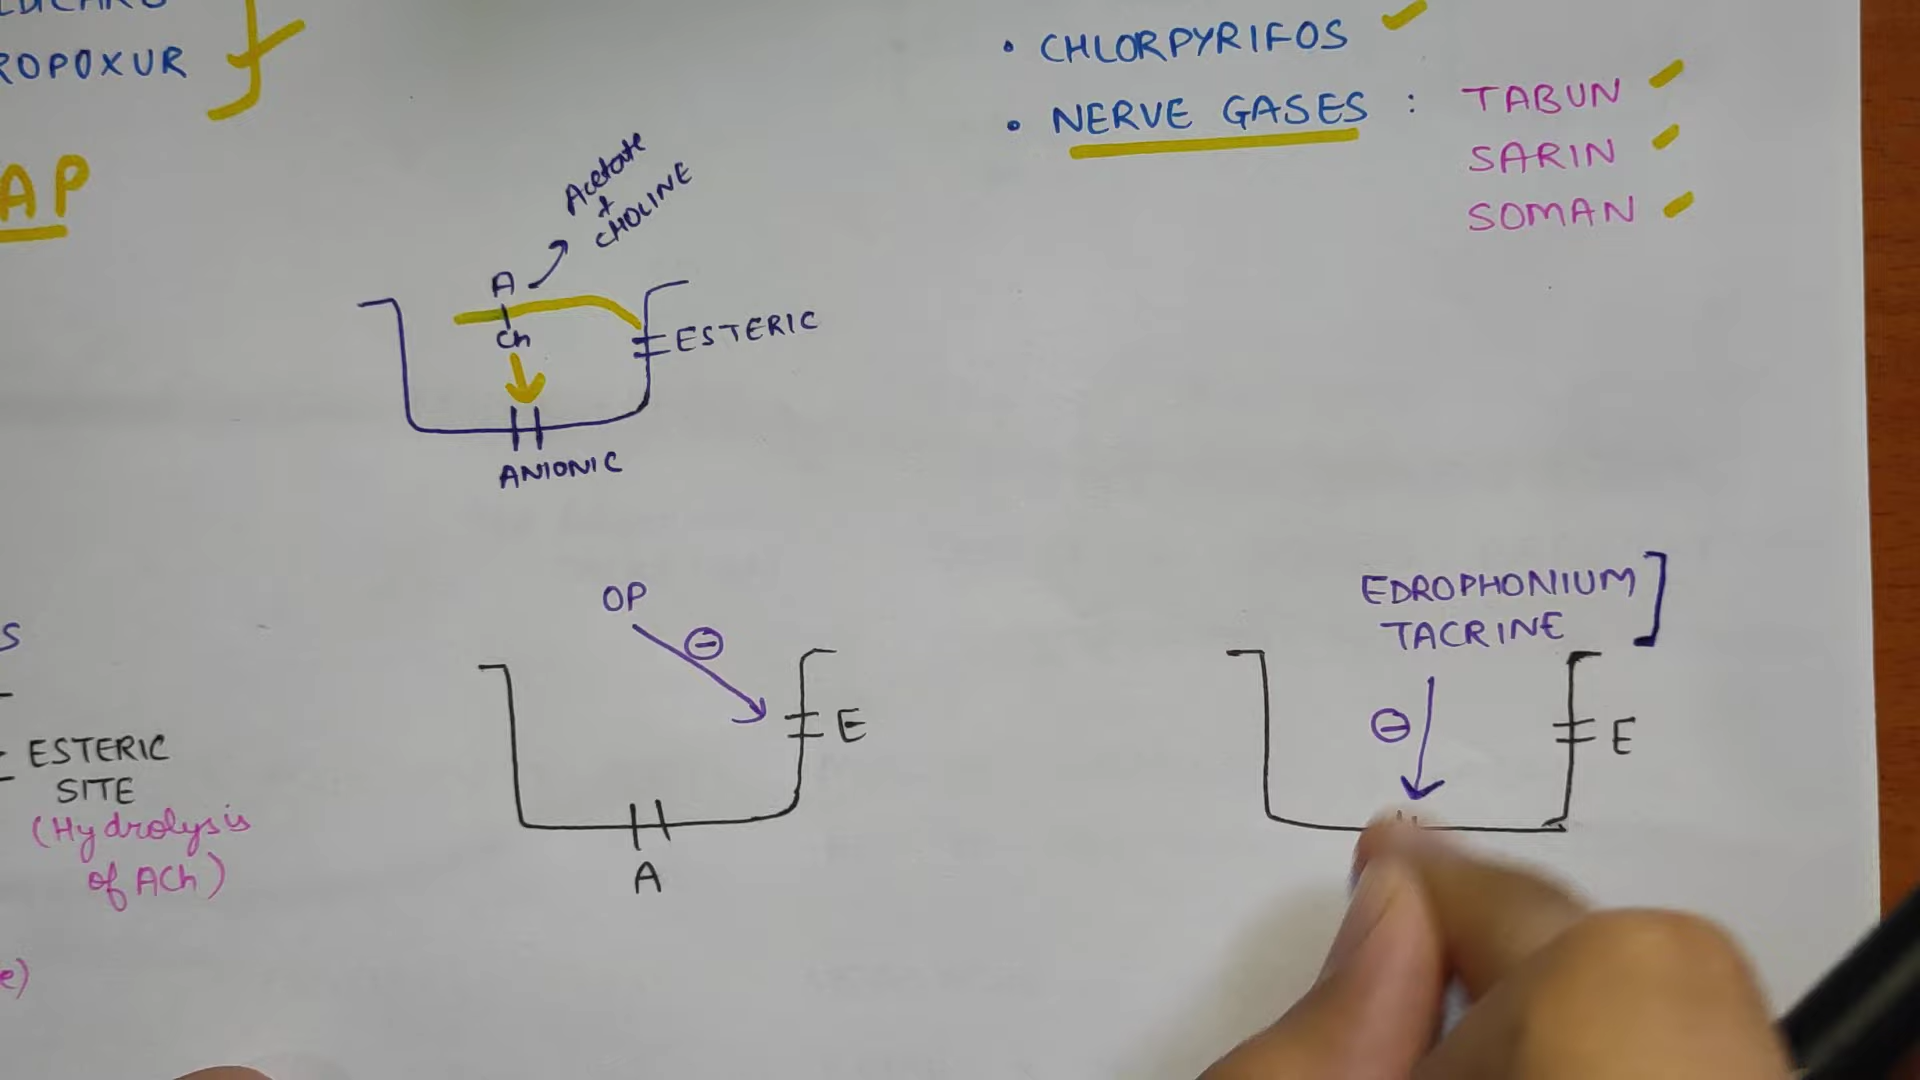 ROPOXUR
AP
• CHLORPYRIFOS
• NERVE GASES : TABUN
SARIN
SOMAN
Acetate
+
CHOLINE
A
Ch
ESTERIC
ANIONIC
S
ESTERIC
SITE
(Hydrolysis
of ACh)
e)
OP
⊖
E
A
EDROPHONIUM
TACRINE
⊖
E